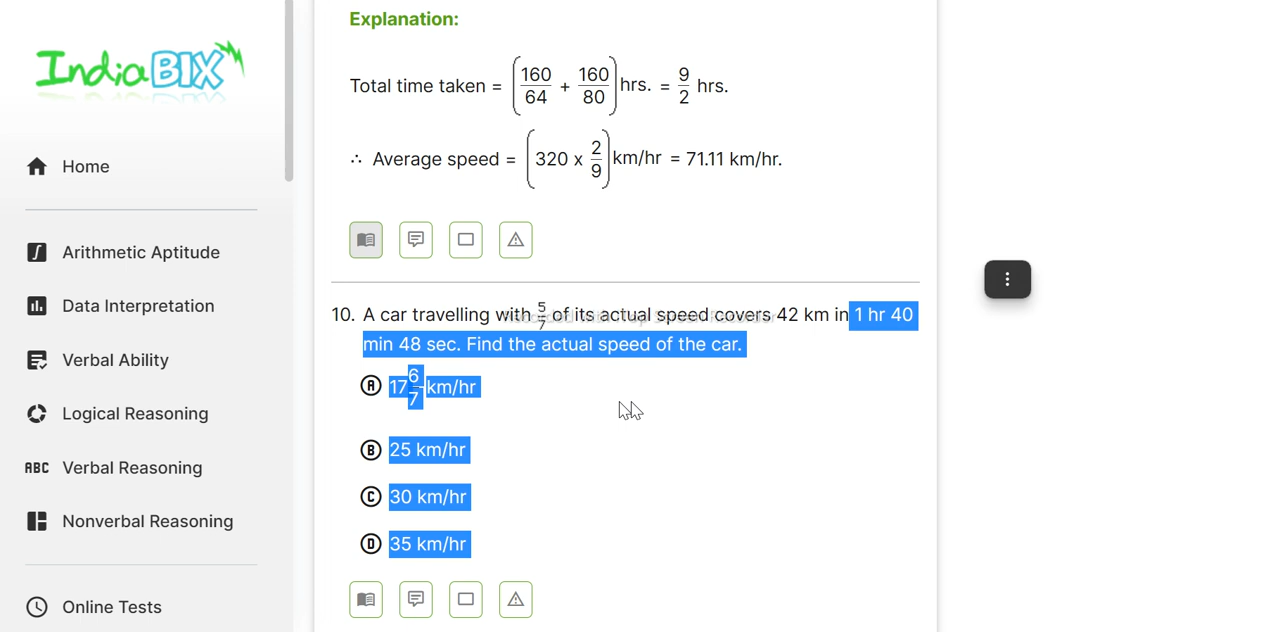 IndiaBIX
Home
Arithmetic Aptitude
Data Interpretation
Verbal Ability
Logical Reasoning
ABC Verbal Reasoning
Nonverbal Reasoning
Online Tests
Explanation:
Total time taken = (160/64 + 160/80) hrs. = 9/2 hrs.
∴ Average speed = (320 x 2/9) km/hr = 71.11 km/hr.
10. A car travelling with 5/7 of its actual speed covers 42 km in 1 hr 40
min 48 sec. Find the actual speed of the car.
A 17 6/7 km/hr
B 25 km/hr
C 30 km/hr
D 35 km/hr